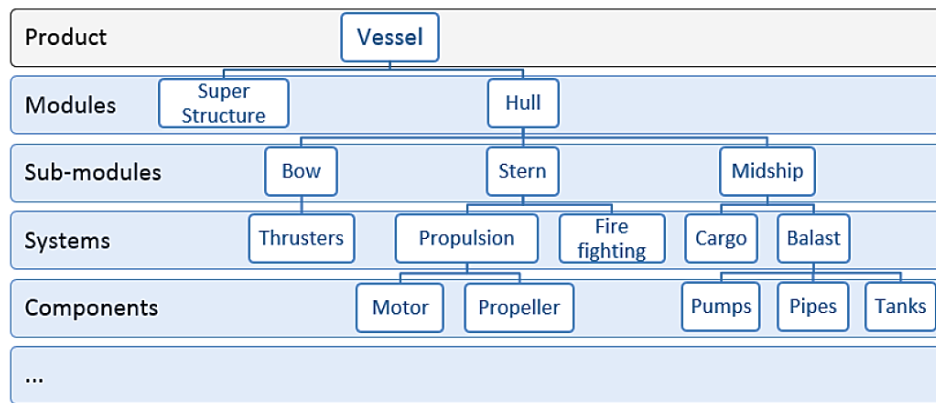 Product
Vessel
Modules
Super
Structure
Hull
Sub-modules
Bow
Stern
Midship
Systems
Thrusters
Propulsion
Fire
fighting
Cargo
Balast
Components
Motor
Propeller
Pumps
Pipes
Tanks
...